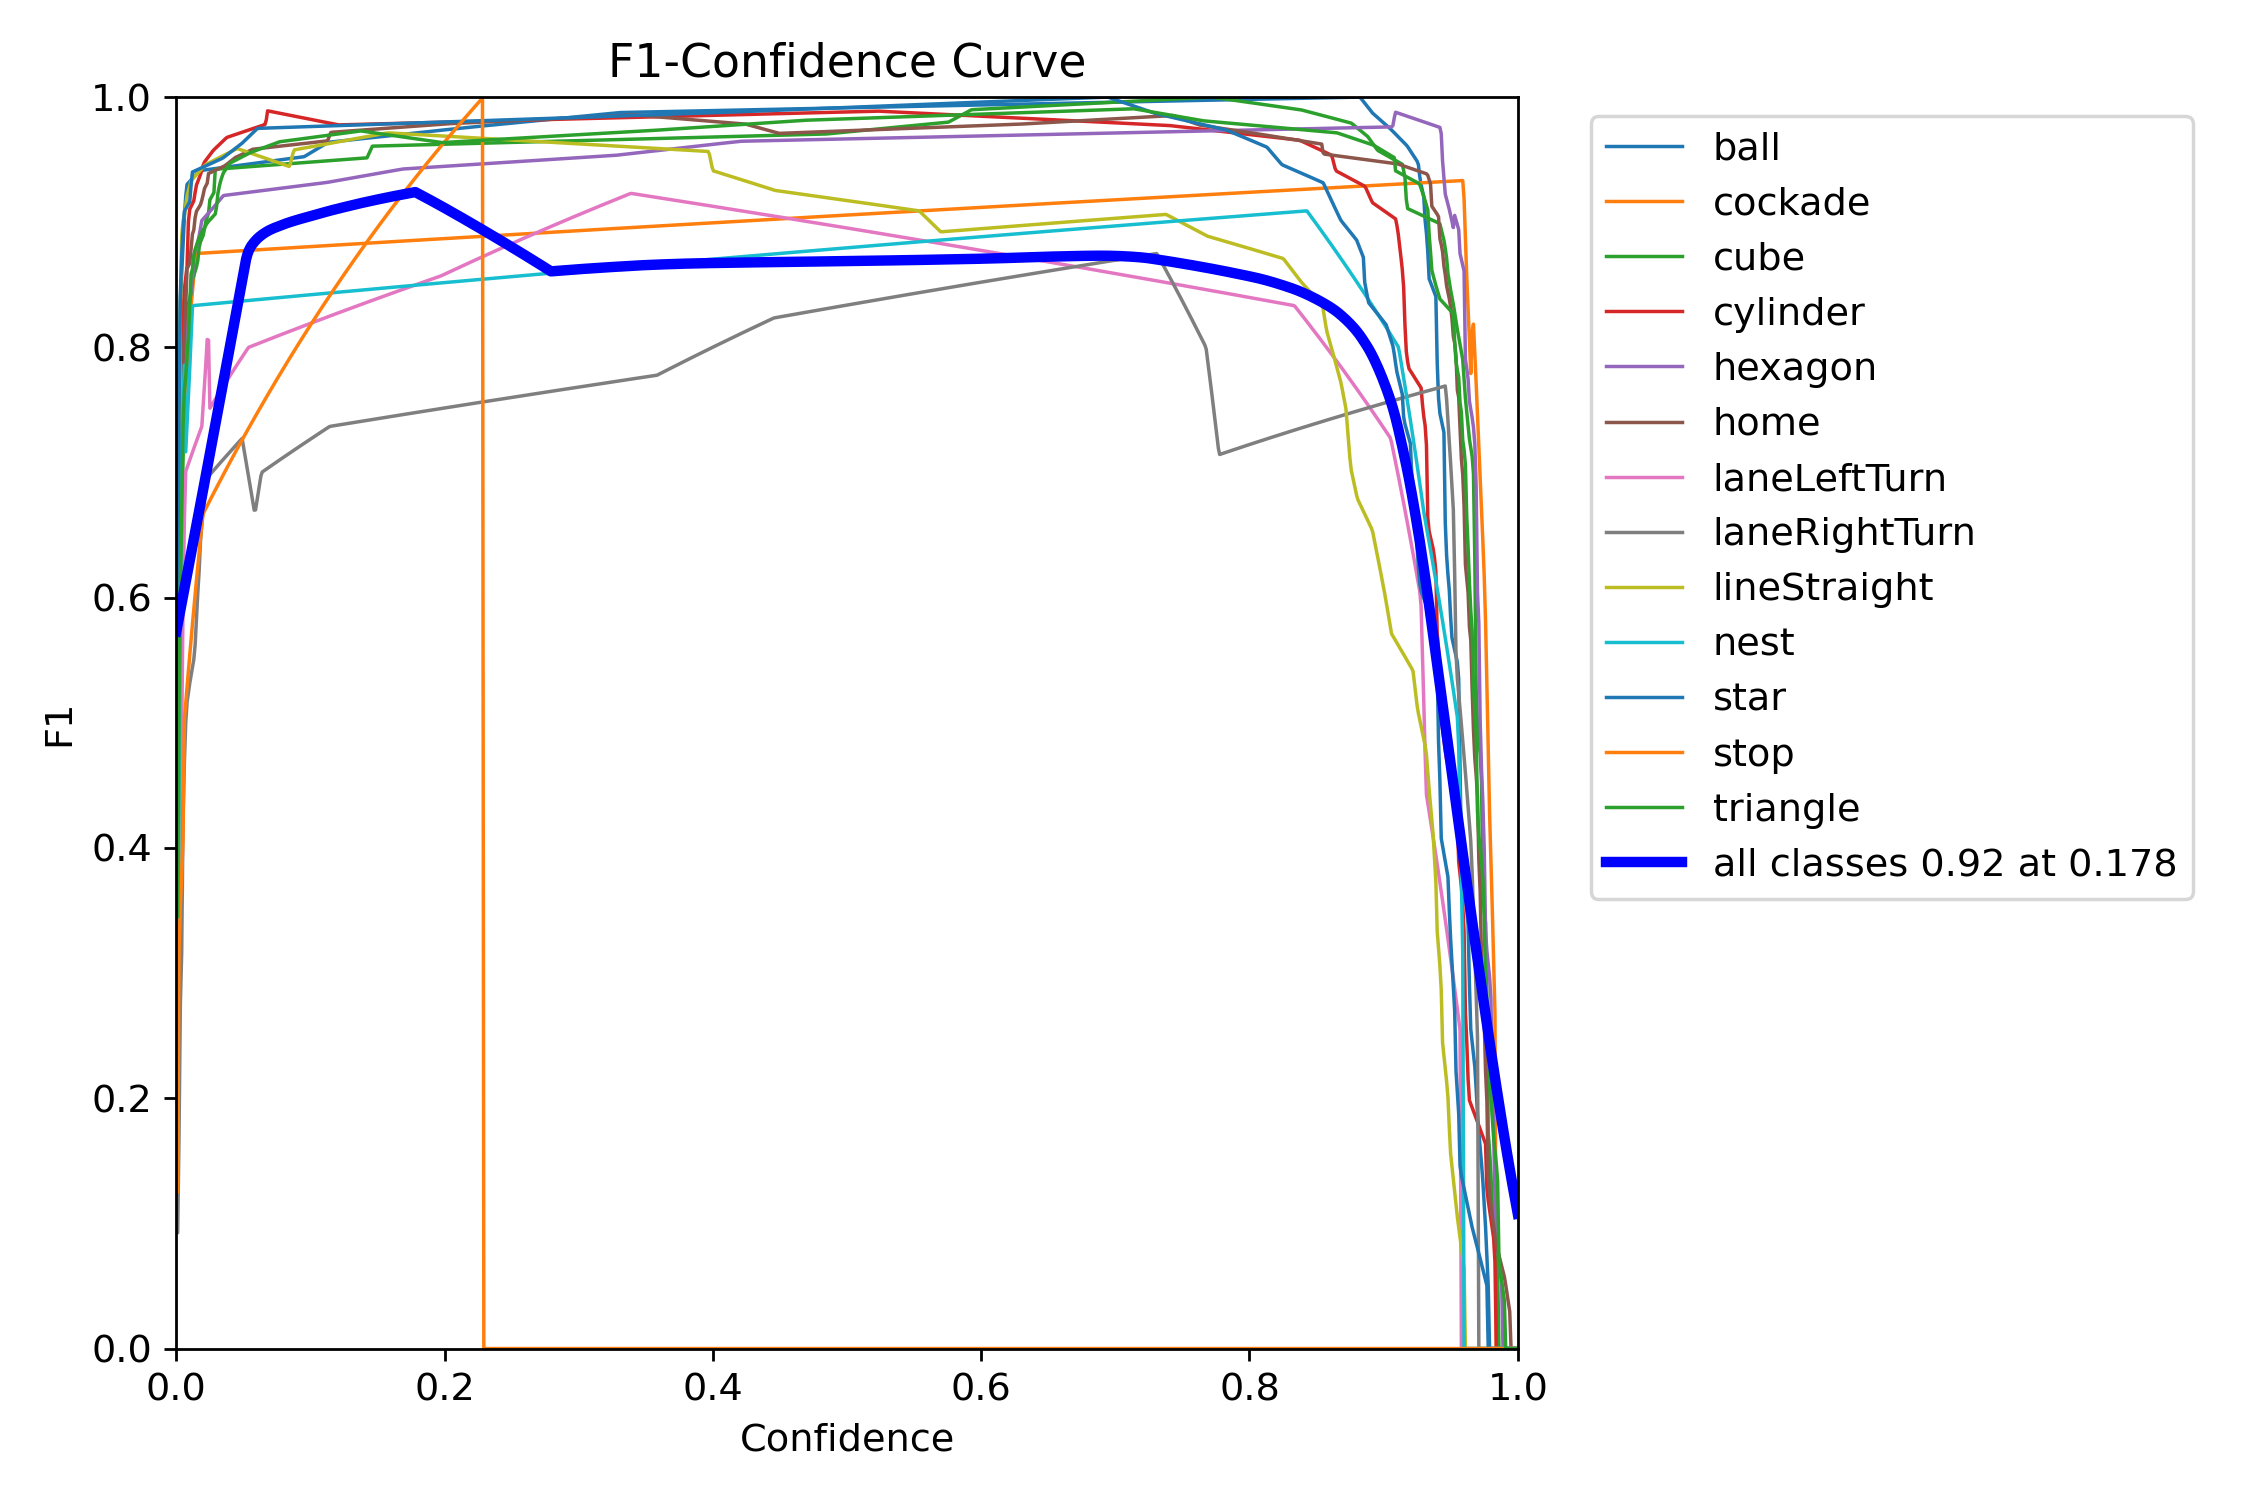 F1-Confidence Curve
1.0
0.8
0.6
0.4
0.2
0.0
F1
0.0 0.2 0.4 0.6 0.8 1.0
Confidence
ball
cockade
cube
cylinder
hexagon
home
laneLeftTurn
laneRightTurn
lineStraight
nest
star
stop
triangle
all classes 0.92 at 0.178